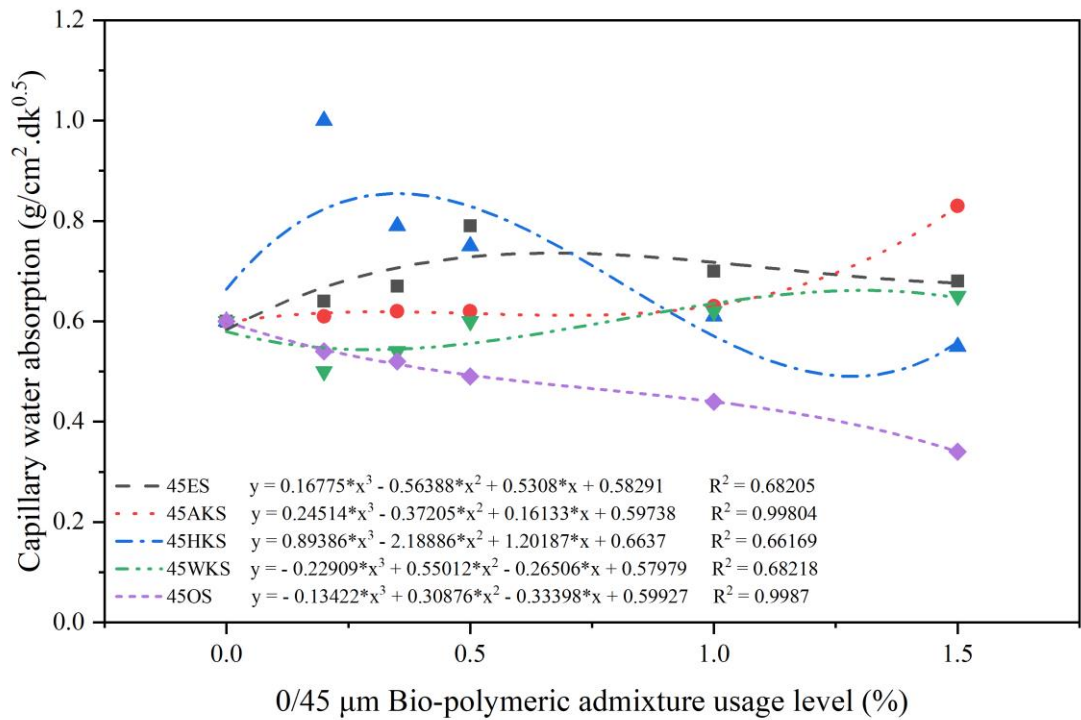 1.2
1.0
0.8
0.6
0.4
0.2
0.0
Capillary water absorption (g/cm².dk⁰·⁵)
45ES y = 0.16775*x³ - 0.56388*x² + 0.5308*x + 0.58291 R² = 0.68205
45AKS y = 0.24514*x³ - 0.37205*x² + 0.16133*x + 0.59738 R² = 0.99804
45HKS y = 0.89386*x³ - 2.18886*x² + 1.20187*x + 0.6637 R² = 0.66169
45WKS y = - 0.22909*x³ + 0.55012*x² - 0.26506*x + 0.57979 R² = 0.68218
45OS y = - 0.13422*x³ + 0.30876*x² - 0.33398*x + 0.59927 R² = 0.9987
0.0 0.5 1.0 1.5
0/45 μm Bio-polymeric admixture usage level (%)